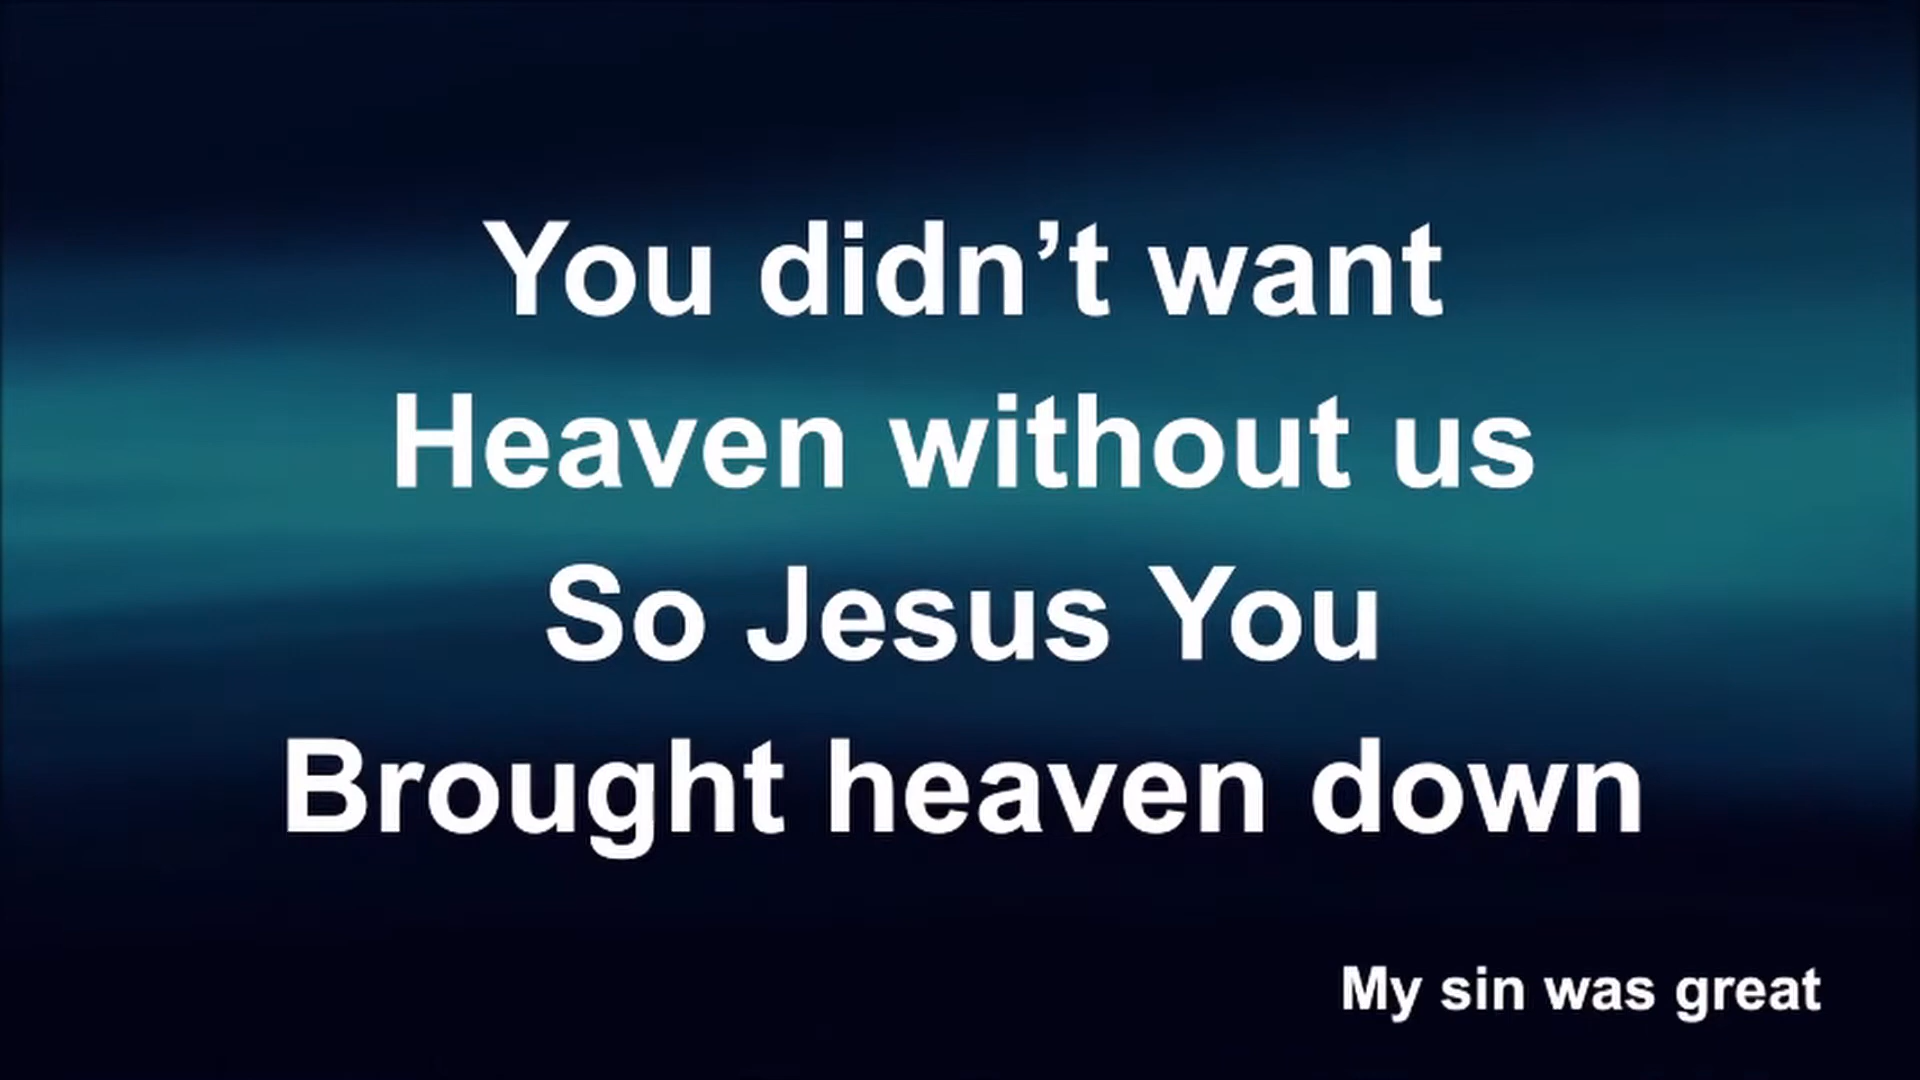 You didn’t want
Heaven without us
So Jesus You
Brought heaven down
My sin was great